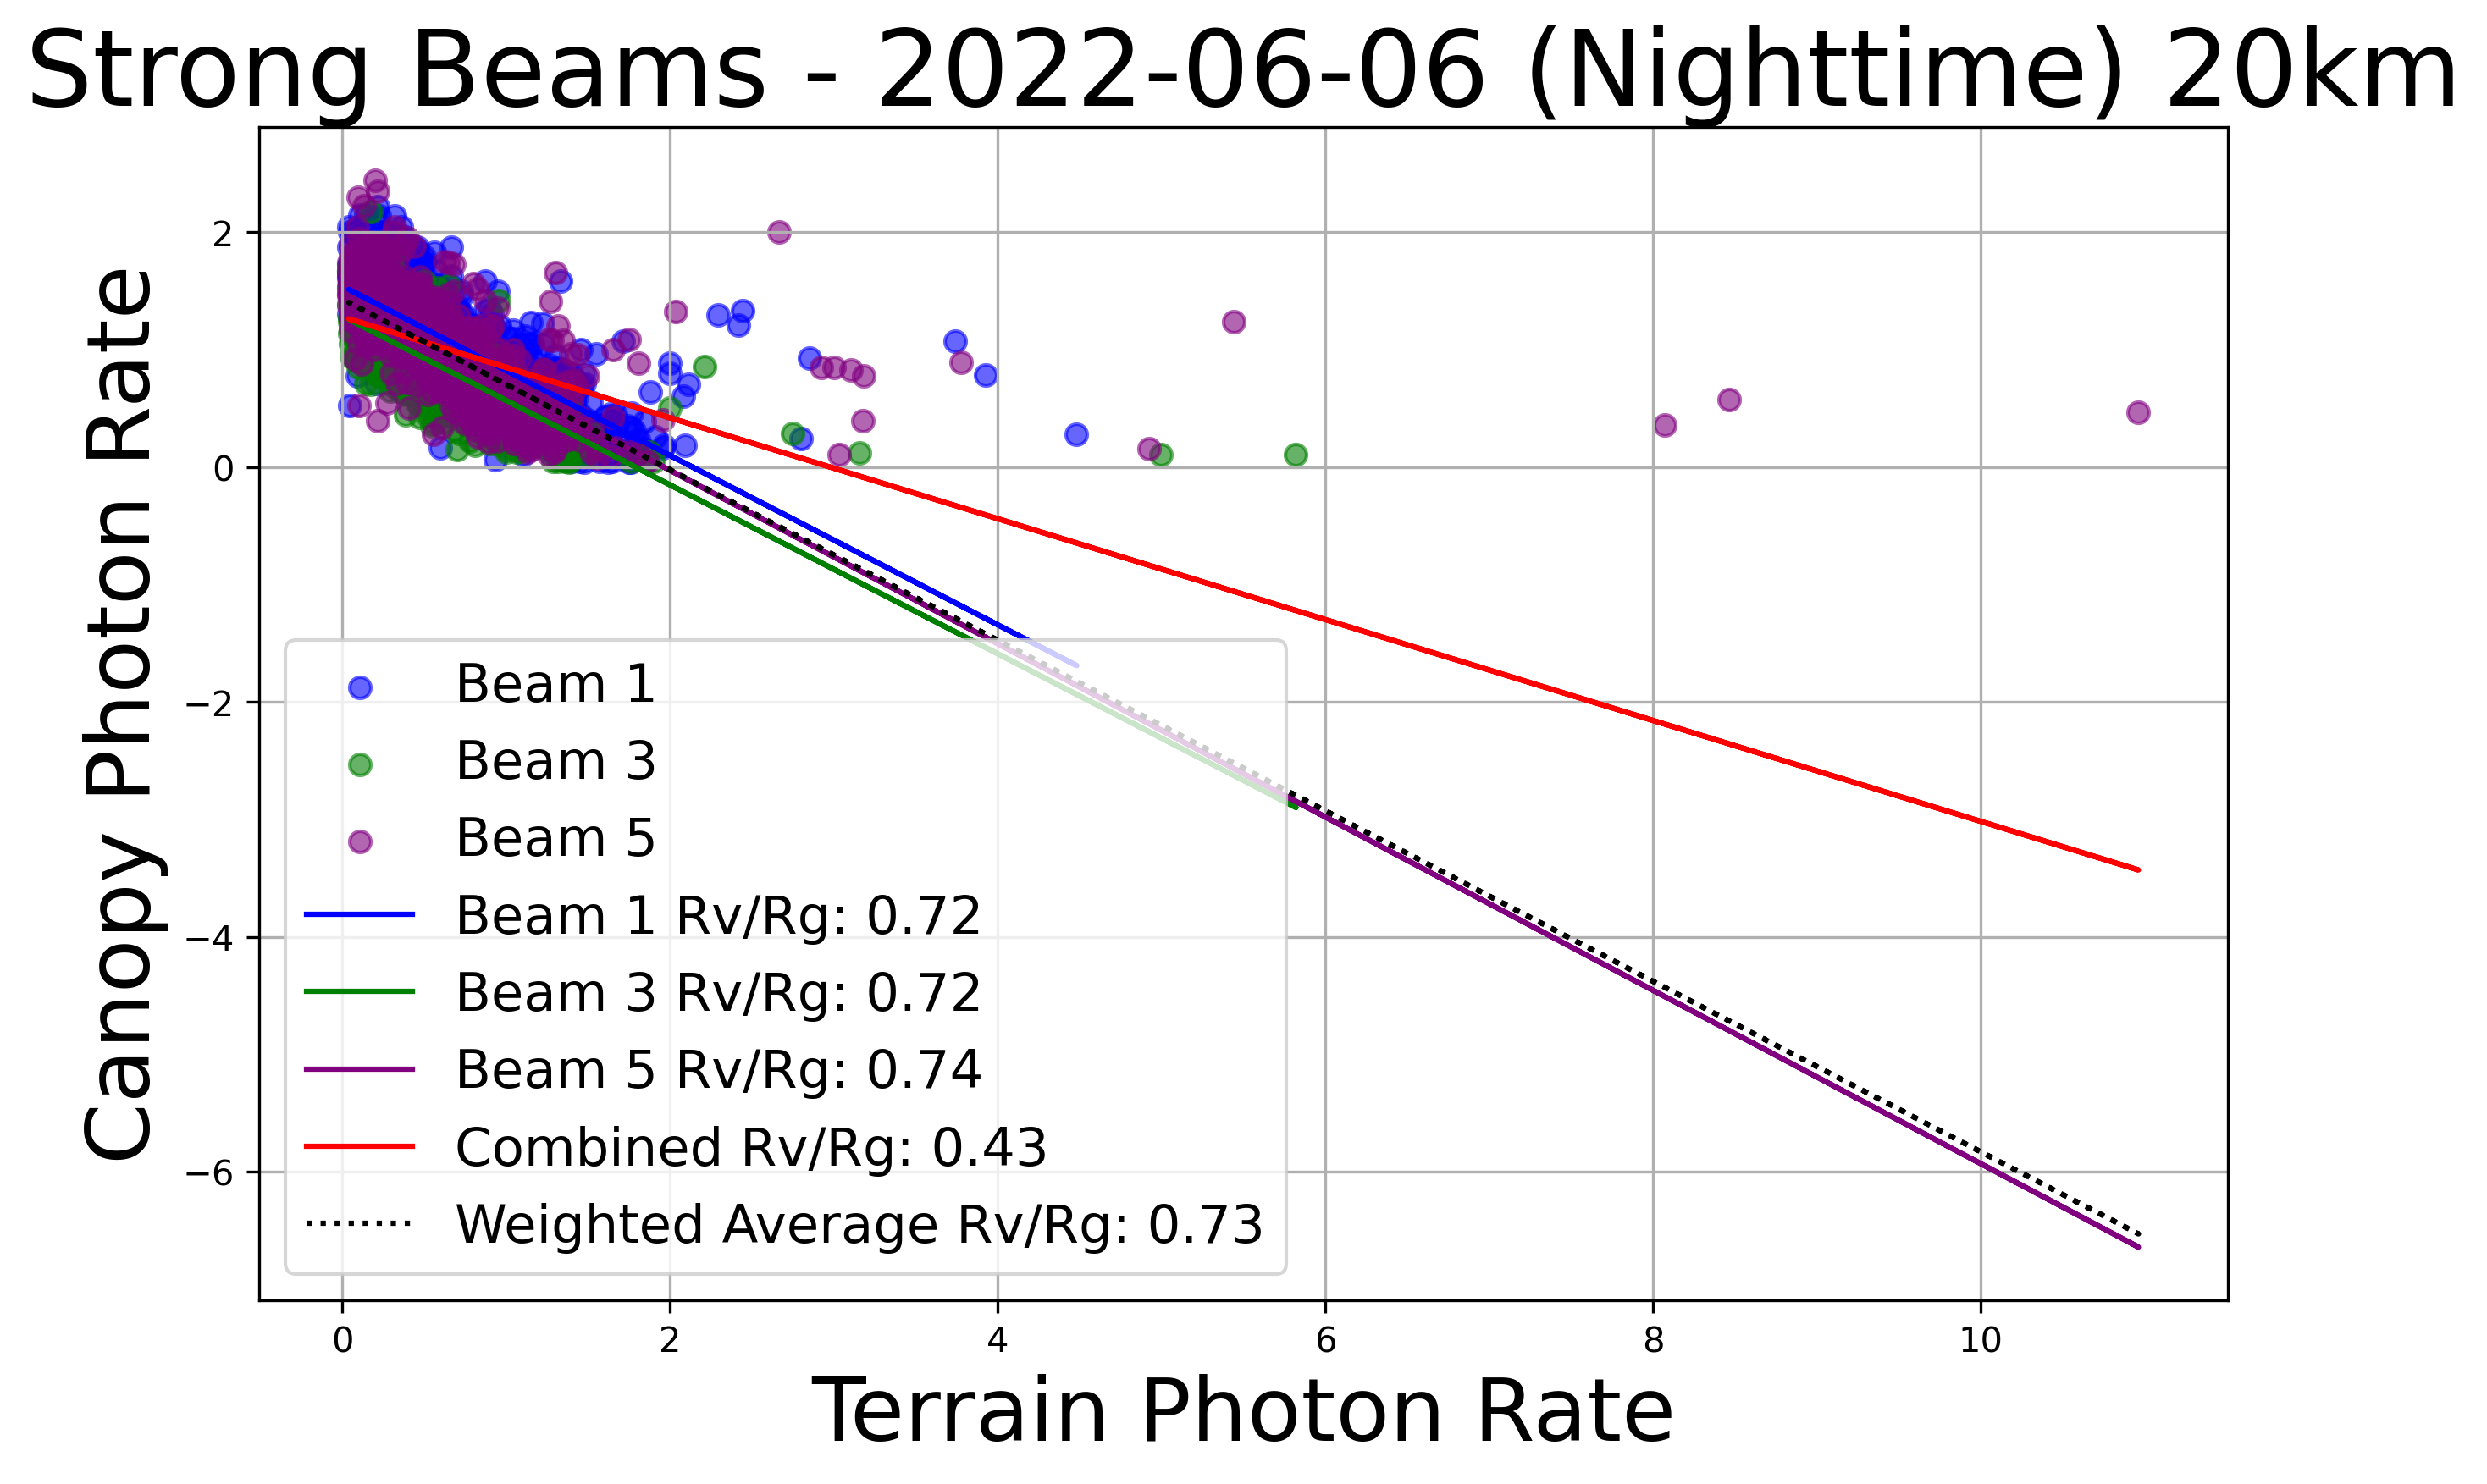 Strong Beams - 2022-06-06 (Nighttime) 20km
Canopy Photon Rate
2
0
−2
−4
−6
Beam 1
Beam 3
Beam 5
Beam 1 Rv/Rg: 0.72
Beam 3 Rv/Rg: 0.72
Beam 5 Rv/Rg: 0.74
Combined Rv/Rg: 0.43
Weighted Average Rv/Rg: 0.73
0 2 4 6 8 10
Terrain Photon Rate